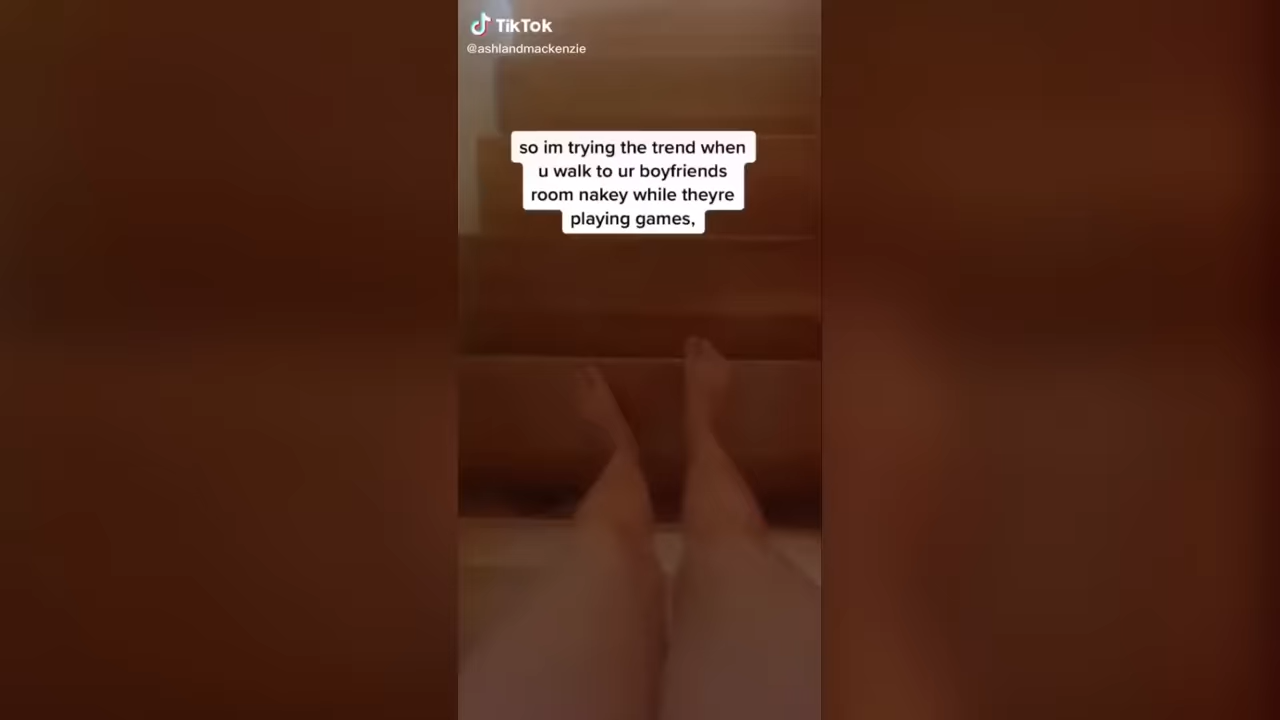 TikTok
@ashlandmackenzie
so im trying the trend when
u walk to ur boyfriends
room nakey while theyre
playing games,